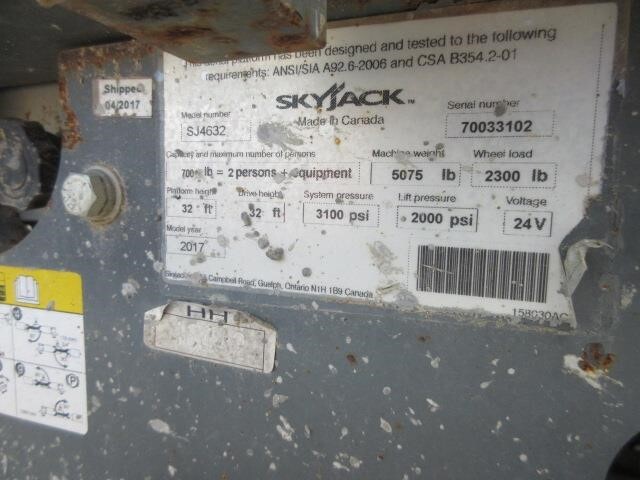 aerial platform has been designed and tested to the following
requirements: ANSI/SIA A92.6-2006 and CSA B354.2-01
Shipped
04/2017
SKYJACK™
Made in Canada
Model number
SJ4632
Serial number
70033102
Capacity and maximum number of persons
700 lb = 2 persons + equipment
Machine weight
5075 lb
Wheel load
2300 lb
Platform height
32 ft
Drive height
32 ft
System pressure
3100 psi
Lift pressure
2000 psi
Voltage
24 V
Model year
2017
Campbell Road, Guelph, Ontario N1H 1B9 Canada
158030AC
HH